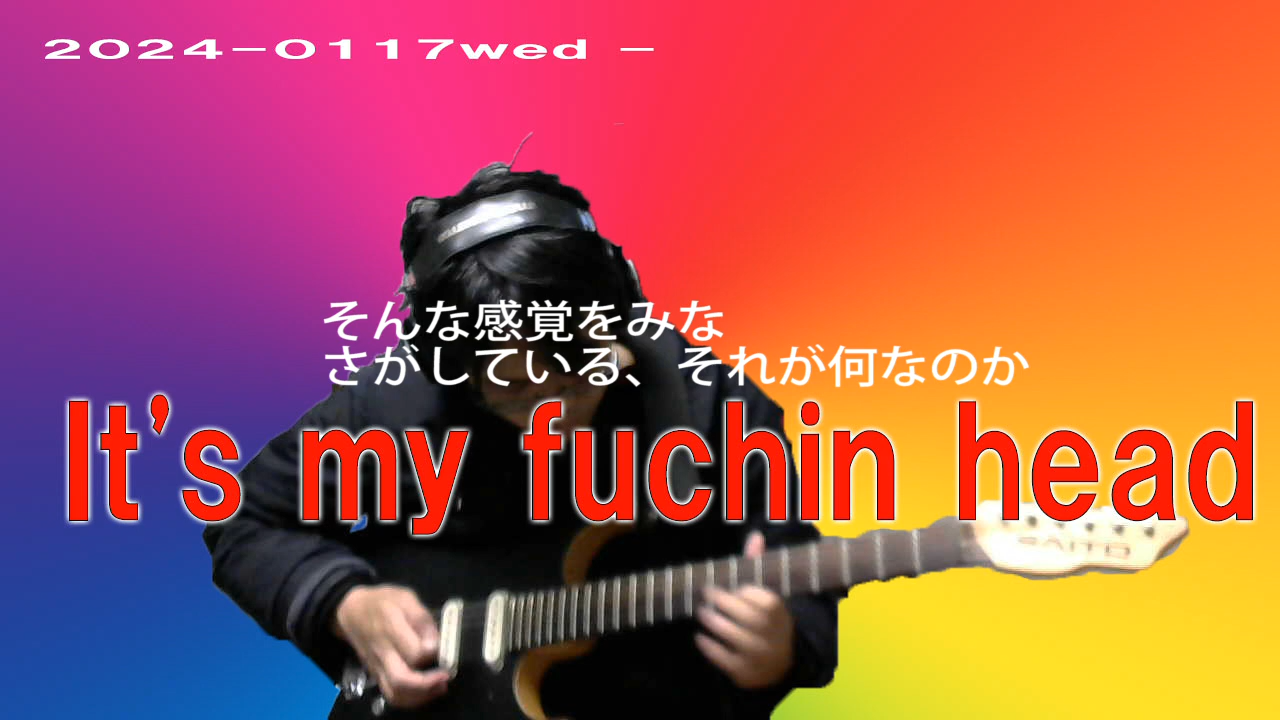 2024-0117wed -
そんな感覚をみな
さがしている、それが何なのか
It's my fuchin head
SAITO